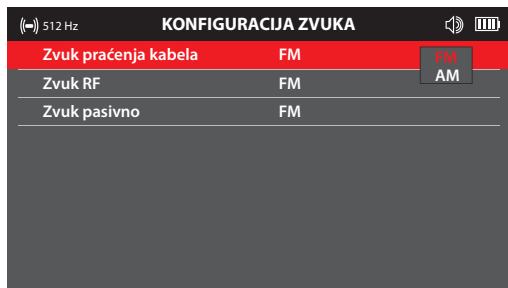 512 Hz KONFIGURACIJA ZVUKA
Zvuk praćenja kabela FM FM
AM
Zvuk RF FM
Zvuk pasivno FM